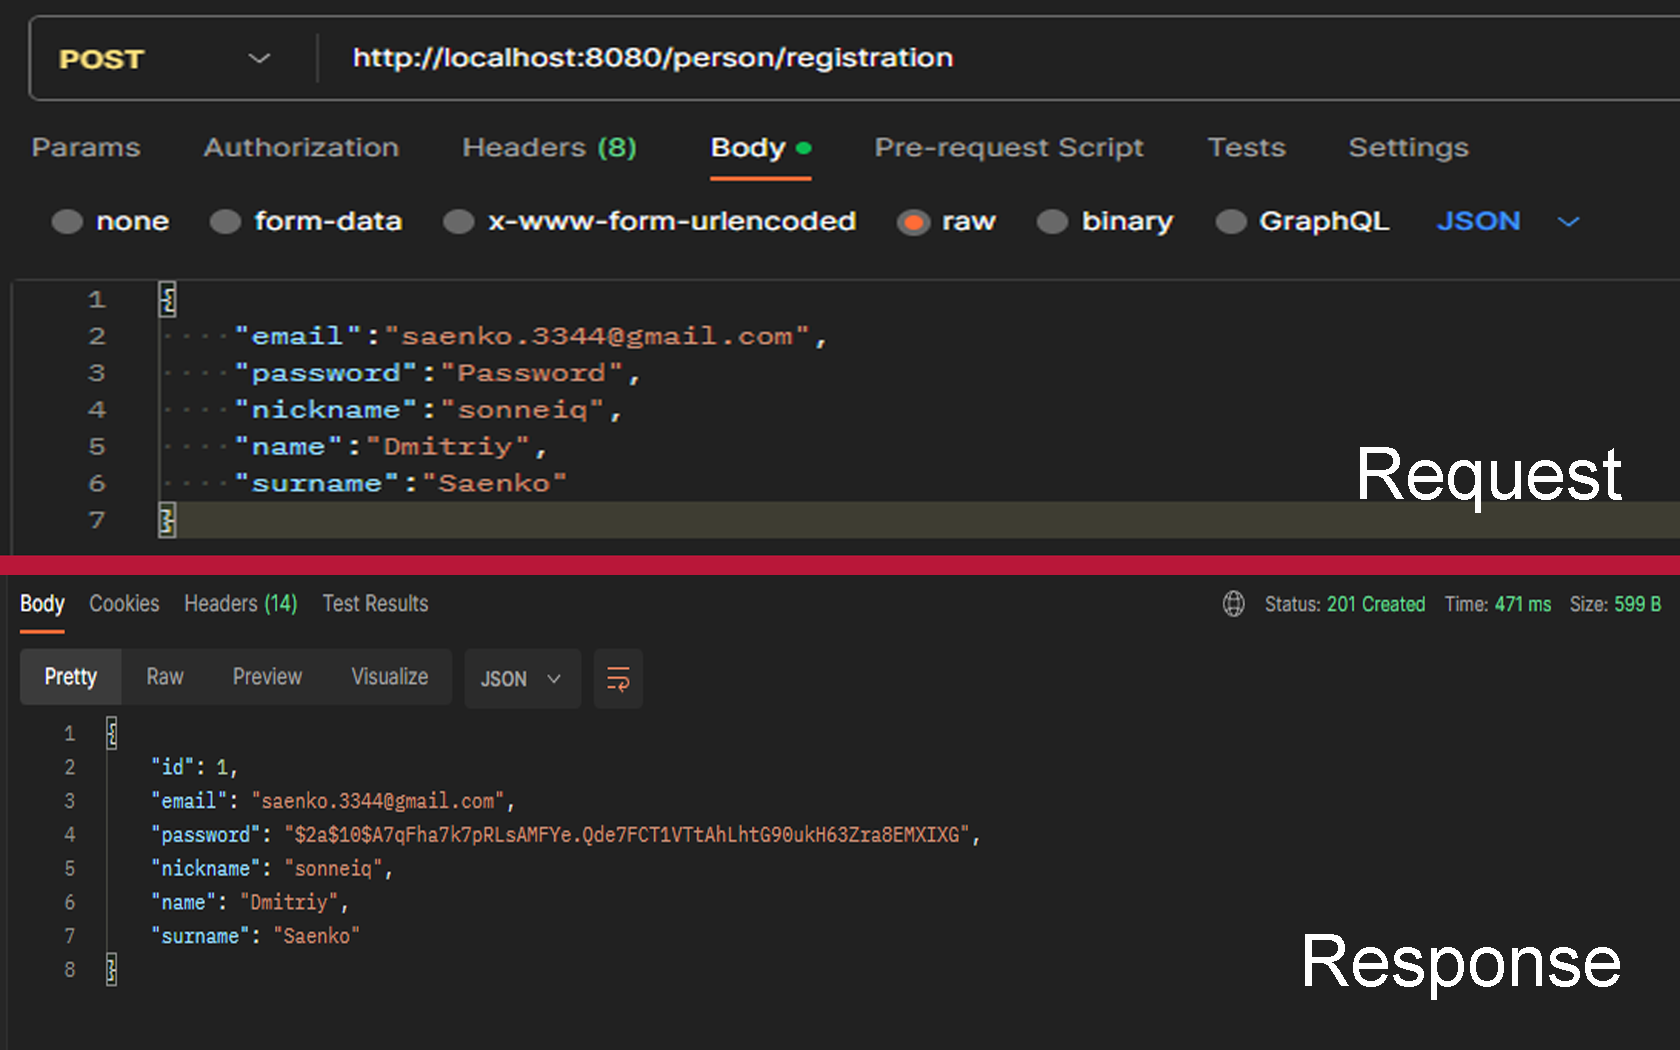 POST http://localhost:8080/person/registration
Params Authorization Headers (8) Body Pre-request Script Tests Settings
none form-data x-www-form-urlencoded raw binary GraphQL JSON
1 {
2 "email":"saenko.3344@gmail.com",
3 "password":"Password",
4 "nickname":"sonneiq",
5 "name":"Dmitriy",
6 "surname":"Saenko"
7 }
Request
Body Cookies Headers (14) Test Results Status: 201 Created Time: 471 ms Size: 599 B
Pretty Raw Preview Visualize JSON
1 {
2 "id": 1,
3 "email": "saenko.3344@gmail.com",
4 "password": "$2a$10$A7qFha7k7pRLsAMFYe.Qde7FCT1VTtAhLhtG90ukH63Zra8EMXIXG",
5 "nickname": "sonneiq",
6 "name": "Dmitriy",
7 "surname": "Saenko"
8 }
Response